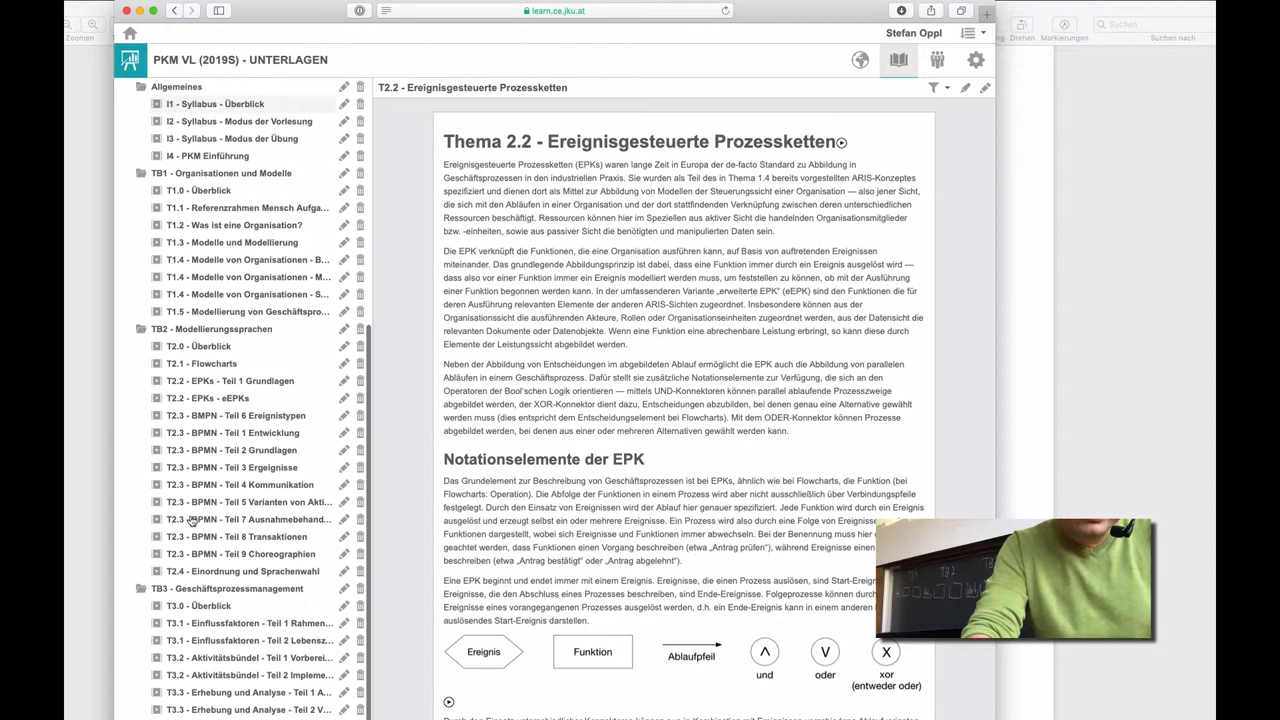 learn.ce.jku.at
Zoomen
Drehen
Markierungen
Suchen
Suchen nach
Stefan Oppl
PKM VL (2019S) - UNTERLAGEN
Allgemeines
I1 - Syllabus - Überblick
I2 - Syllabus - Modus der Vorlesung
I3 - Syllabus - Modus der Übung
I4 - PKM Einführung
TB1 - Organisationen und Modelle
T1.0 - Überblick
T1.1 - Referenzrahmen Mensch Aufga...
T1.2 - Was ist eine Organisation?
T1.3 - Modelle und Modellierung
T1.4 - Modelle von Organisationen - B...
T1.4 - Modelle von Organisationen - M...
T1.4 - Modelle von Organisationen - S...
T1.5 - Modellierung von Geschäftspro...
TB2 - Modellierungssprachen
T2.0 - Überblick
T2.1 - Flowcharts
T2.2 - EPKs - Teil 1 Grundlagen
T2.2 - EPKs - eEPKs
T2.3 - BMPN - Teil 6 Ereignistypen
T2.3 - BPMN - Teil 1 Entwicklung
T2.3 - BPMN - Teil 2 Grundlagen
T2.3 - BPMN - Teil 3 Ergeignisse
T2.3 - BPMN - Teil 4 Kommunikation
T2.3 - BPMN - Teil 5 Varianten von Akti...
T2.3 - BPMN - Teil 7 Ausnahmebehand...
T2.3 - BPMN - Teil 8 Transaktionen
T2.3 - BPMN - Teil 9 Choreographien
T2.4 - Einordnung und Sprachenwahl
TB3 - Geschäftsprozessmanagement
T3.0 - Überblick
T3.1 - Einflussfaktoren - Teil 1 Rahmen...
T3.1 - Einflussfaktoren - Teil 2 Lebensz...
T3.2 - Aktivitätsbündel - Teil 1 Vorberei...
T3.2 - Aktivitätsbündel - Teil 2 Impleme...
T3.3 - Erhebung und Analyse - Teil 1 A...
T3.3 - Erhebung und Analyse - Teil 2 V...
T2.2 - Ereignisgesteuerte Prozessketten
Thema 2.2 - Ereignisgesteuerte Prozessketten
Ereignisgesteuerte Prozessketten (EPKs) waren lange Zeit in Europa der de-facto Standard zu Abbildung in
Geschäftsprozessen in den industriellen Praxis. Sie wurden als Teil des in Thema 1.4 bereits vorgestellten ARIS-Konzeptes
spezifiziert und dienen dort als Mittel zur Abbildung von Modellen der Steuerungssicht einer Organisation — also jener Sicht,
die sich mit den Abläufen in einer Organisation und der dort stattfindenden Verknüpfung zwischen deren unterschiedlichen
Ressourcen beschäftigt. Ressourcen können hier im Speziellen aus aktiver Sicht die handelnden Organisationsmitglieder
bzw. -einheiten, sowie aus passiver Sicht die benötigten und manipulierten Daten sein.
Die EPK verknüpft die Funktionen, die eine Organisation ausführen kann, auf Basis von auftretenden Ereignissen
miteinander. Das grundlegende Abbildungsprinzip ist dabei, dass eine Funktion immer durch ein Ereignis ausgelöst wird —
dass also vor einer Funktion immer ein Ereignis modelliert werden muss, um feststellen zu können, ob mit der Ausführung
einer Funktion begonnen werden kann. In der umfassenderen Variante „erweiterte EPK" (eEPK) sind den Funktionen die für
deren Ausführung relevanten Elemente der anderen ARIS-Sichten zugeordnet. Insbesondere können aus der
Organisationssicht die ausführenden Akteure, Rollen oder Organisationseinheiten zugeordnet werden, aus der Datensicht die
relevanten Dokumente oder Datenobjekte. Wenn eine Funktion eine abrechenbare Leistung erbringt, so kann diese durch
Elemente der Leistungssicht abgebildet werden.
Neben der Abbildung von Entscheidungen im abgebildeten Ablauf ermöglicht die EPK auch die Abbildung von parallelen
Abläufen in einem Geschäftsprozess. Dafür stellt sie zusätzliche Notationselemente zur Verfügung, die sich an den
Operatoren der Bool'schen Logik orientieren — mittels UND-Konnektoren können parallel ablaufende Prozesszweige
abgebildet werden, der XOR-Konnektor dient dazu, Entscheidungen abzubilden, bei denen genau eine Alternative gewählt
werden muss (dies entspricht dem Entscheidungselement bei Flowcharts). Mit dem ODER-Konnektor können Prozesse
abgebildet werden, bei denen aus einer oder mehreren Alternativen gewählt werden kann.
Notationselemente der EPK
Das Grundelement zur Beschreibung von Geschäftsprozessen ist bei EPKs, ähnlich wie bei Flowcharts, die Funktion (bei
Flowcharts: Operation). Die Abfolge der Funktionen in einem Prozess wird aber nicht ausschließlich über Verbindungspfeile
festgelegt. Durch den Einsatz von Ereignissen wird der Ablauf hier genauer spezifiziert. Jede Funktion wird durch ein Ereignis
ausgelöst und erzeugt selbst ein oder mehrere Ereignisse. Ein Prozess wird also durch eine Folge von Ereignissen
Funktionen dargestellt, wobei sich Ereignisse und Funktionen immer abwechseln. Bei der Benennung muss
geachtet werden, dass Funktionen einen Vorgang beschreiben (etwa „Antrag prüfen"), während Ereignisse einen
beschreiben (etwa „Antrag bestätigt" oder „Antrag abgelehnt").
Eine EPK beginnt und endet immer mit einem Ereignis. Ereignisse, die einen Prozess auslösen, sind Start-Ereignisse.
Ereignisse, die den Abschluss eines Prozesses beschreiben, sind Ende-Ereignisse. Folgeprozesse können durch
Ereignisse eines vorangegangenen Prozesses ausgelöst werden, d.h. ein Ende-Ereignis kann in einem anderen
auslösendes Start-Ereignis darstellen.
Ereignis
Funktion
Ablaufpfeil
∧
und
V
oder
X
xor
(entweder oder)